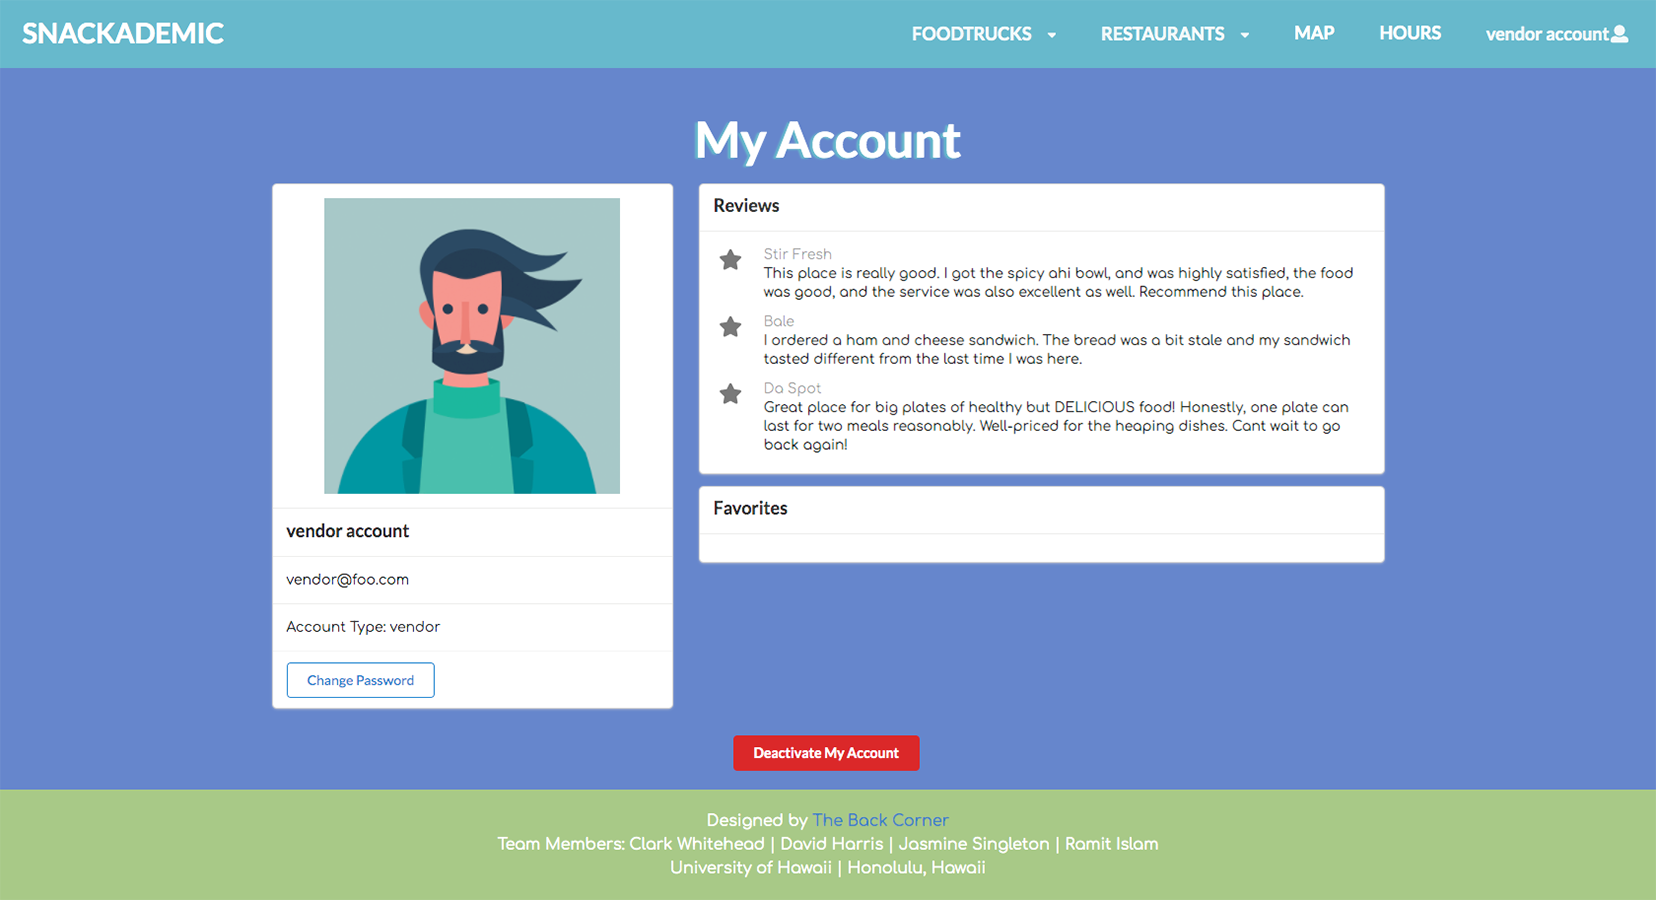 SNACKADEMIC
FOODTRUCKS
RESTAURANTS
MAP
HOURS
vendor account
My Account
vendor account
vendor@foo.com
Account Type: vendor
Change Password
Reviews
Stir Fresh
This place is really good. I got the spicy ahi bowl, and was highly satisfied, the food
was good, and the service was also excellent as well. Recommend this place.
Bale
I ordered a ham and cheese sandwich. The bread was a bit stale and my sandwich
tasted different from the last time I was here.
Da Spot
Great place for big plates of healthy but DELICIOUS food! Honestly, one plate can
last for two meals reasonably. Well-priced for the heaping dishes. Cant wait to go
back again!
Favorites
Deactivate My Account
Designed by The Back Corner
Team Members: Clark Whitehead | David Harris | Jasmine Singleton | Ramit Islam
University of Hawaii | Honolulu, Hawaii